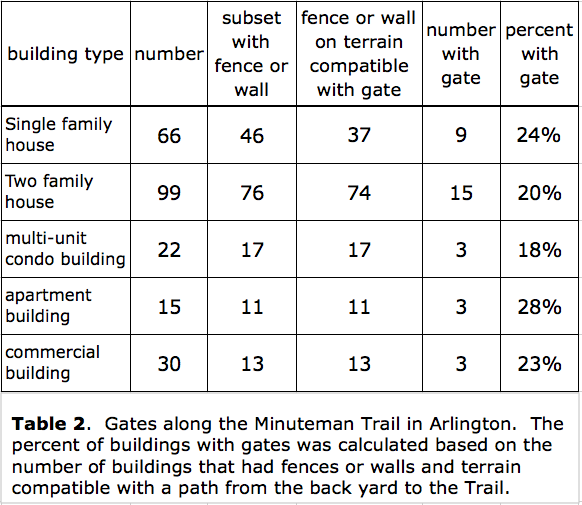 building type number subset with fence or wall fence or wall on terrain compatible with gate number with gate percent with gate
Single family house 66 46 37 9 24%
Two family house 99 76 74 15 20%
multi-unit condo building 22 17 17 3 18%
apartment building 15 11 11 3 28%
commercial building 30 13 13 3 23%
Table 2. Gates along the Minuteman Trail in Arlington. The
percent of buildings with gates was calculated based on the
number of buildings that had fences or walls and terrain
compatible with a path from the back yard to the Trail.